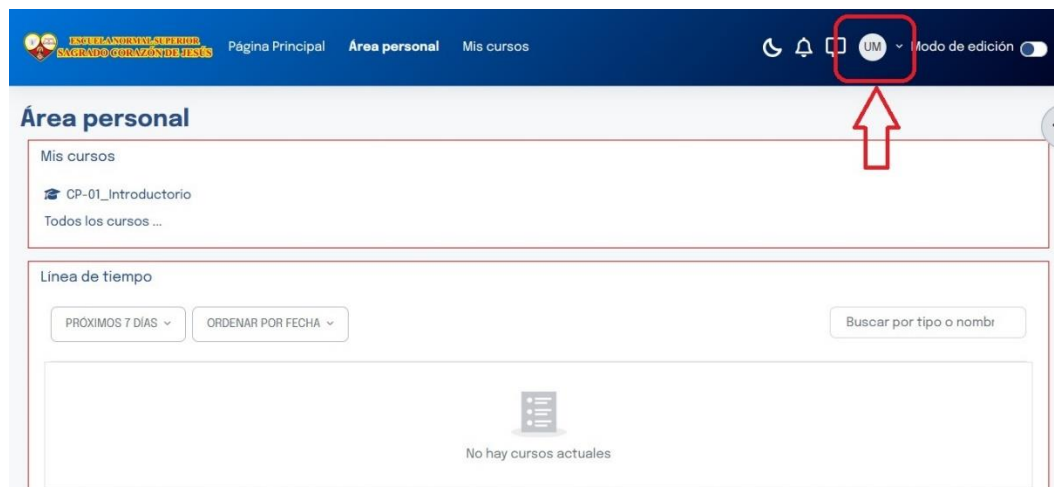 ESCUELA NORMAL SUPERIOR
SAGRADO CORAZÓN DE JESÚS
Página Principal Área personal Mis cursos UM Modo de edición
Área personal
Mis cursos
CP-01_Introductorio
Todos los cursos ...
Línea de tiempo
PRÓXIMOS 7 DÍAS ORDENAR POR FECHA Buscar por tipo o nombr
No hay cursos actuales